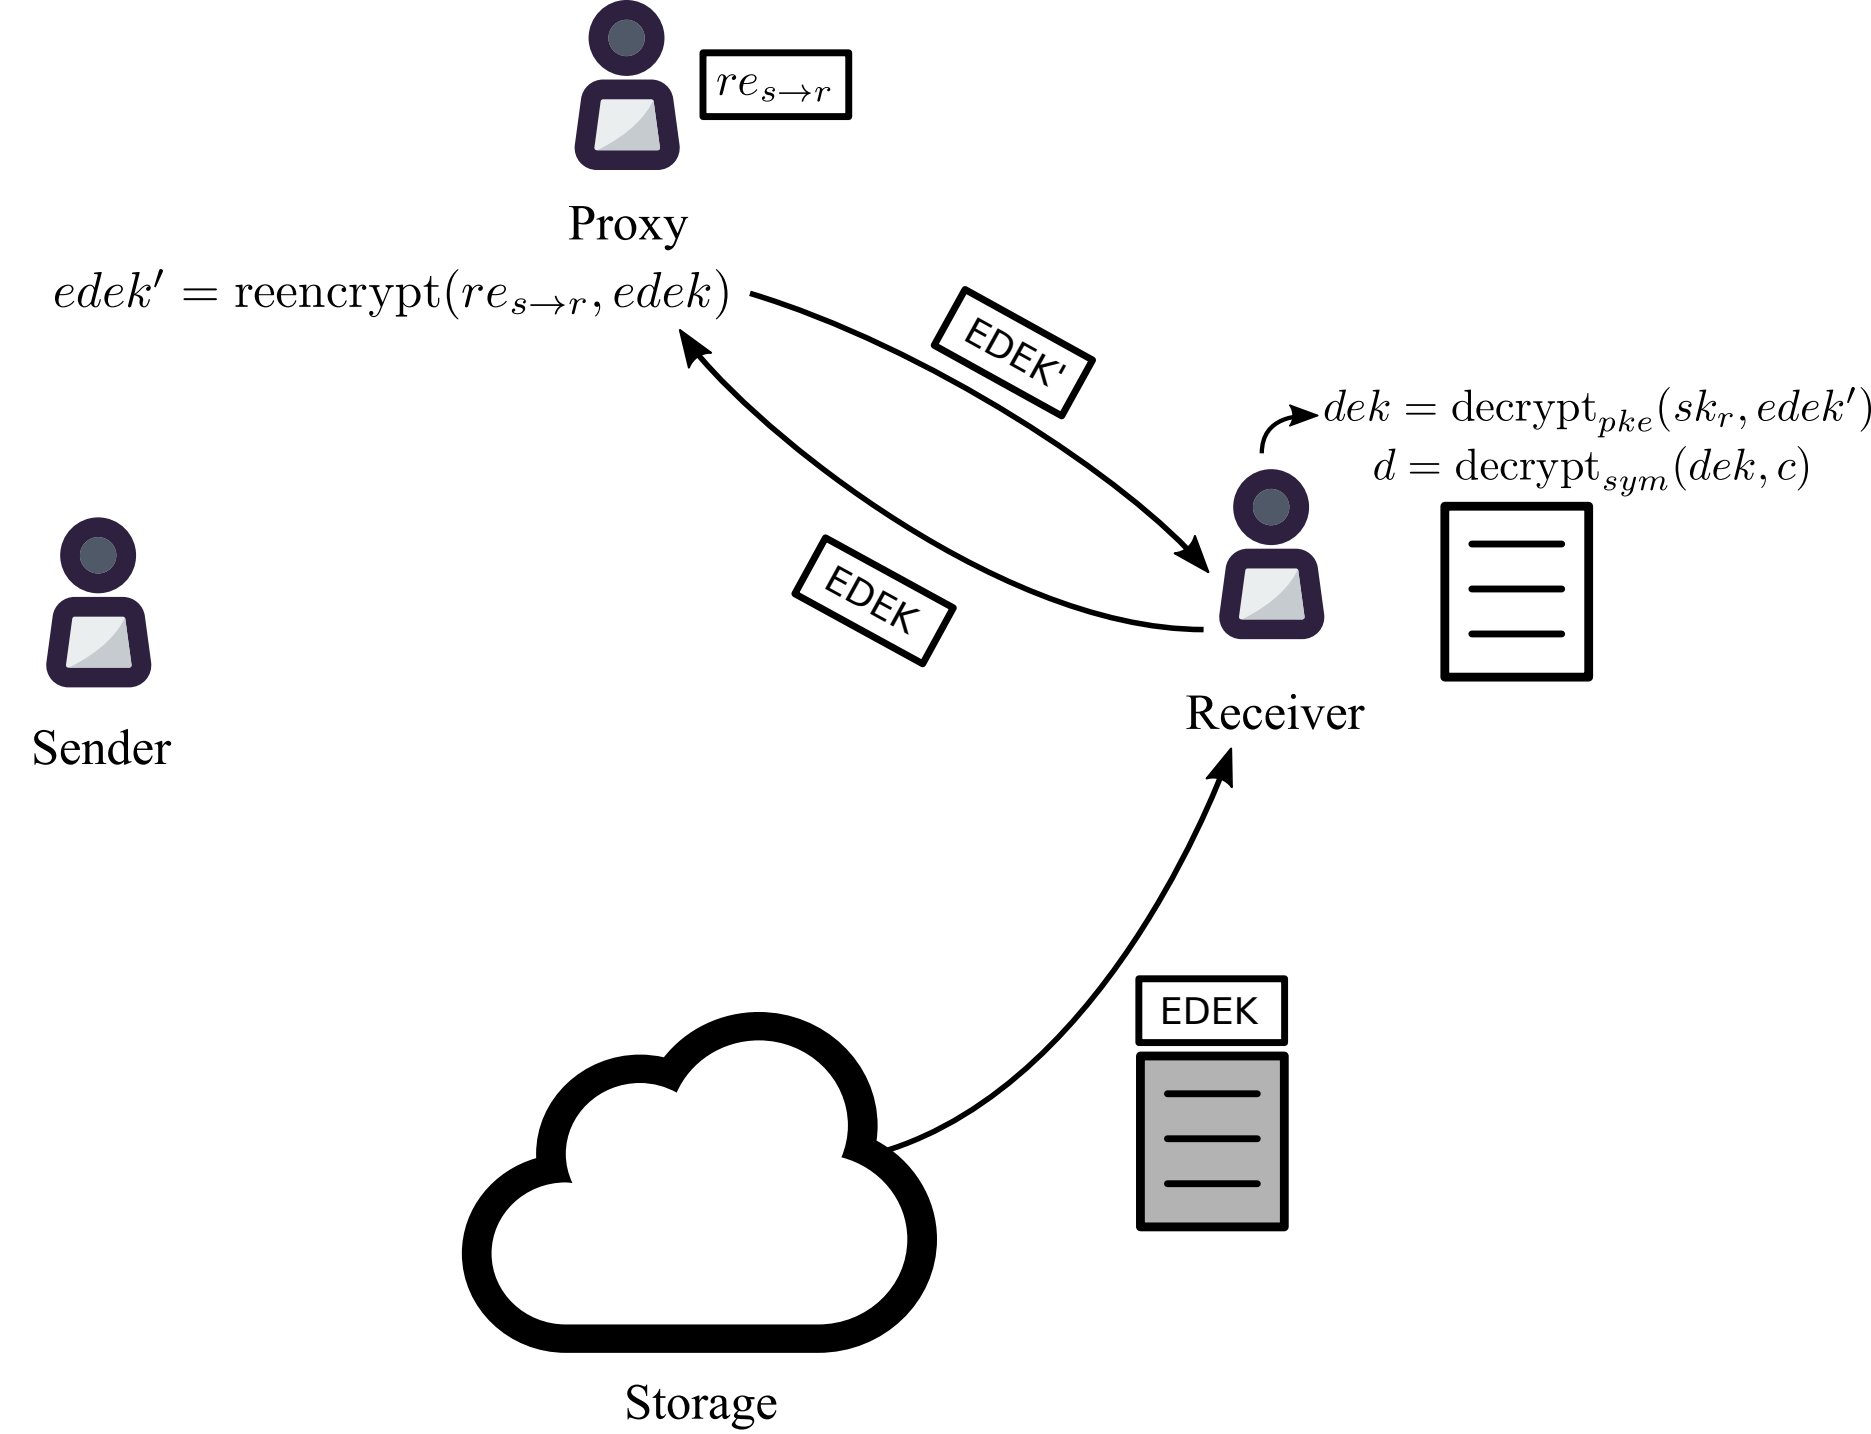 re_{s→r}
Proxy
edek′ = reencrypt(re_{s→r}, edek)
EDEK'
dek = decrypt_{pke}(sk_r, edek′)
d = decrypt_{sym}(dek, c)
EDEK
Receiver
Sender
EDEK
Storage